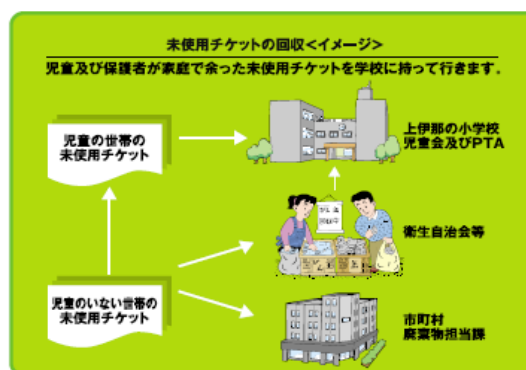 未使用チケットの回収<イメージ>
児童及び保護者が家庭で余った未使用チケットを学校に持って行きます.
児童の世帯の
未使用チケット
上伊那の小学校
児童会及びPTA
衛生自治会等
児童のいない世帯の
未使用チケット
市町村
廃棄物担当課